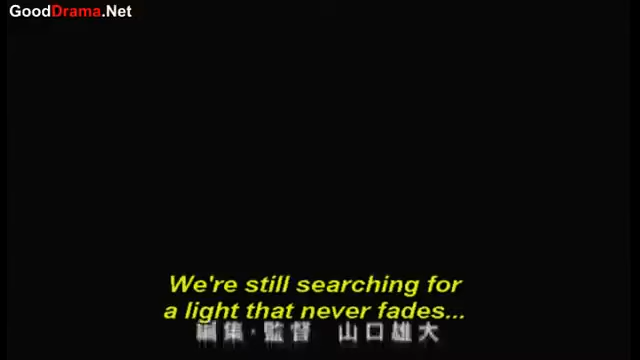 GoodDrama.Net
We're still searching for
a light that never fades...
編集・監督 山口雄大